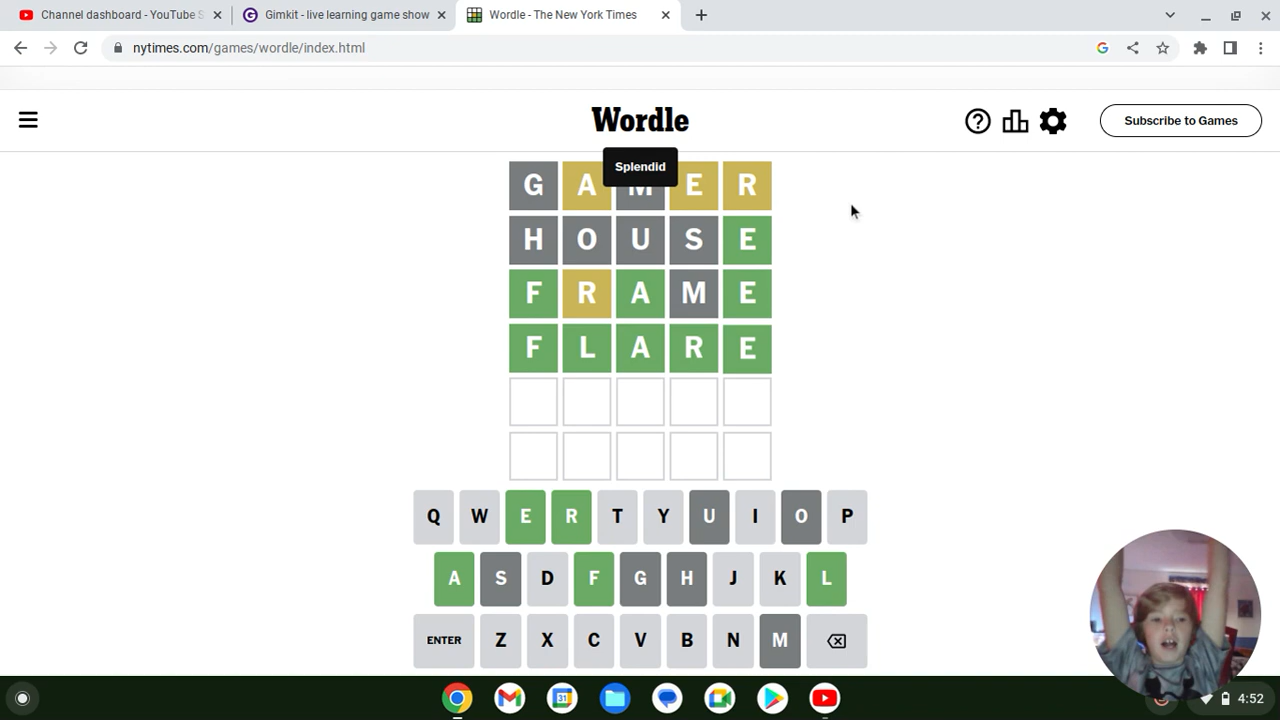 Channel dashboard - YouTube S
Gimkit - live learning game show
Wordle - The New York Times
nytimes.com/games/wordle/index.html
Wordle
Subscribe to Games
Splendid
G A M E R
H O U S E
F R A M E
F L A R E
Q W E R T Y U I O P
A S D F G H J K L
ENTER Z X C V B N M
31
4:52